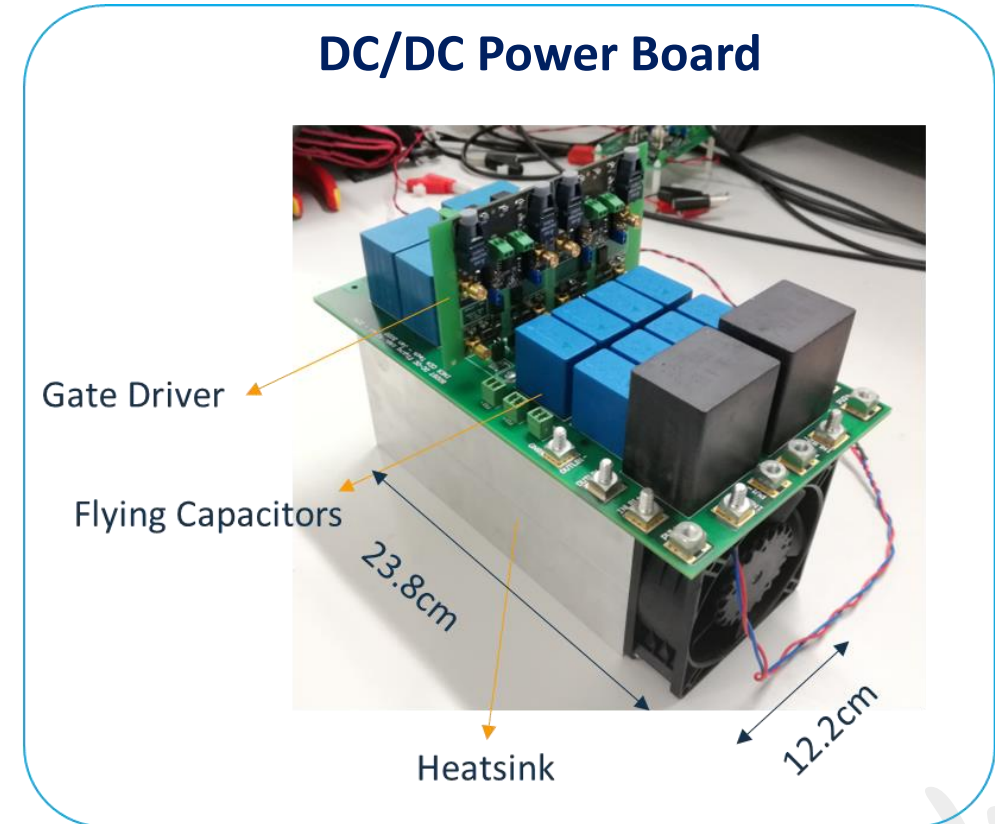 DC/DC Power Board
Gate Driver
Flying Capacitors
23.8cm
12.2cm
Heatsink